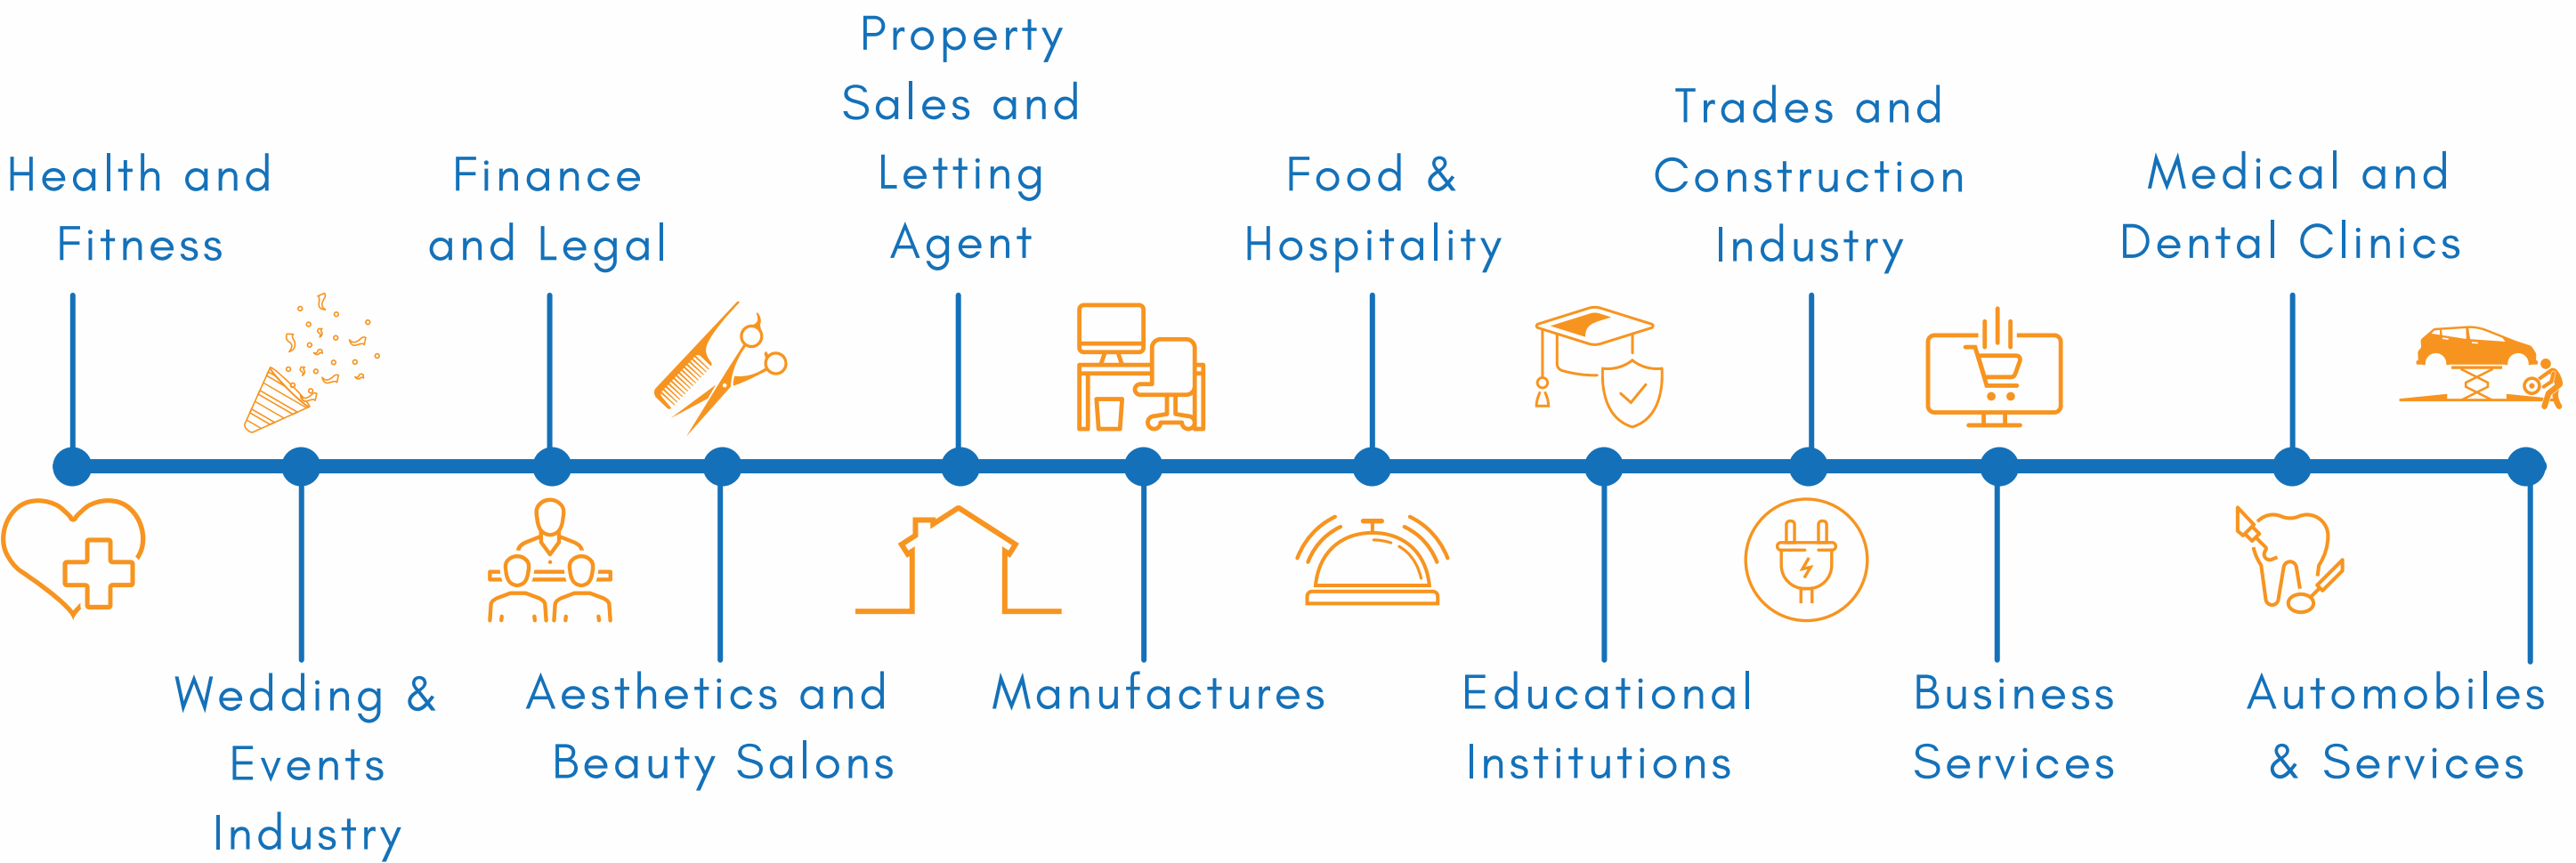 Health and
Fitness
Wedding &
Events
Industry
Finance
and Legal
Aesthetics and
Beauty Salons
Property
Sales and
Letting
Agent
Manufactures
Food &
Hospitality
Educational
Institutions
Trades and
Construction
Industry
Business
Services
Medical and
Dental Clinics
Automobiles
& Services